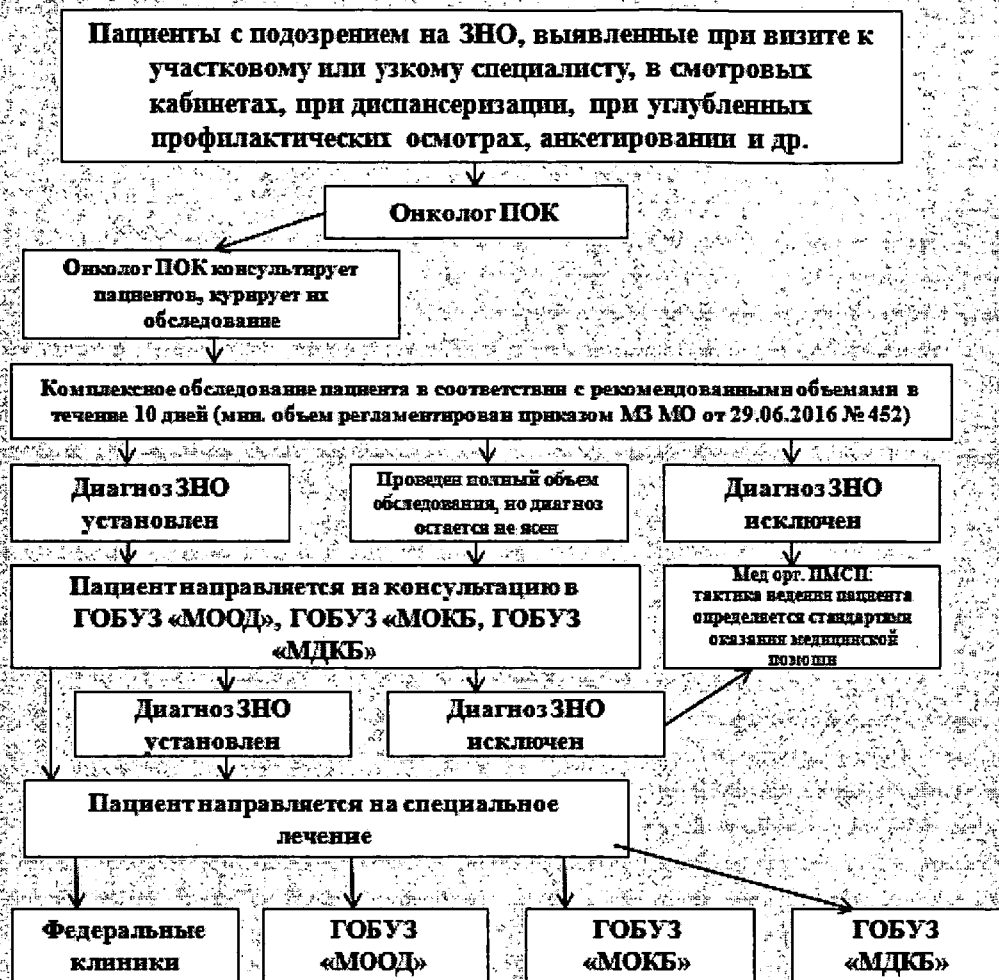 Пациенты с подозрением на ЗНО, выявленные при визите к
участковому или узкому специалисту, в смотровых
кабинетах, при диспансеризации, при углубленных
профилактических осмотрах, анкетировании и др.
Онколог ПОК
Онколог ПОК консультирует
пациентов, курирует их
обследование
Комплексное обследование пациента в соответствии с рекомендованными объемами в
течение 10 дней (мин. объем регламентирован приказом МЗ МО от 29.06.2016 № 452)
Диагноз ЗНО
установлен
Проведен полный объем
обследования, но диагноз
остается не ясен
Диагноз ЗНО
исключен
Пациент направляется на консультацию в
ГОБУЗ «МООД», ГОБУЗ «МОКБ, ГОБУЗ
«МДКБ»
Мед орг. ПМСП:
тактика ведения пациента
определяется стандартами
оказания медицинской
помощи
Диагноз ЗНО
установлен
Диагноз ЗНО
исключен
Пациент направляется на специальное
лечение
Федеральные
клиники
ГОБУЗ
«МООД»
ГОБУЗ
«МОКБ»
ГОБУЗ
«МДКБ»